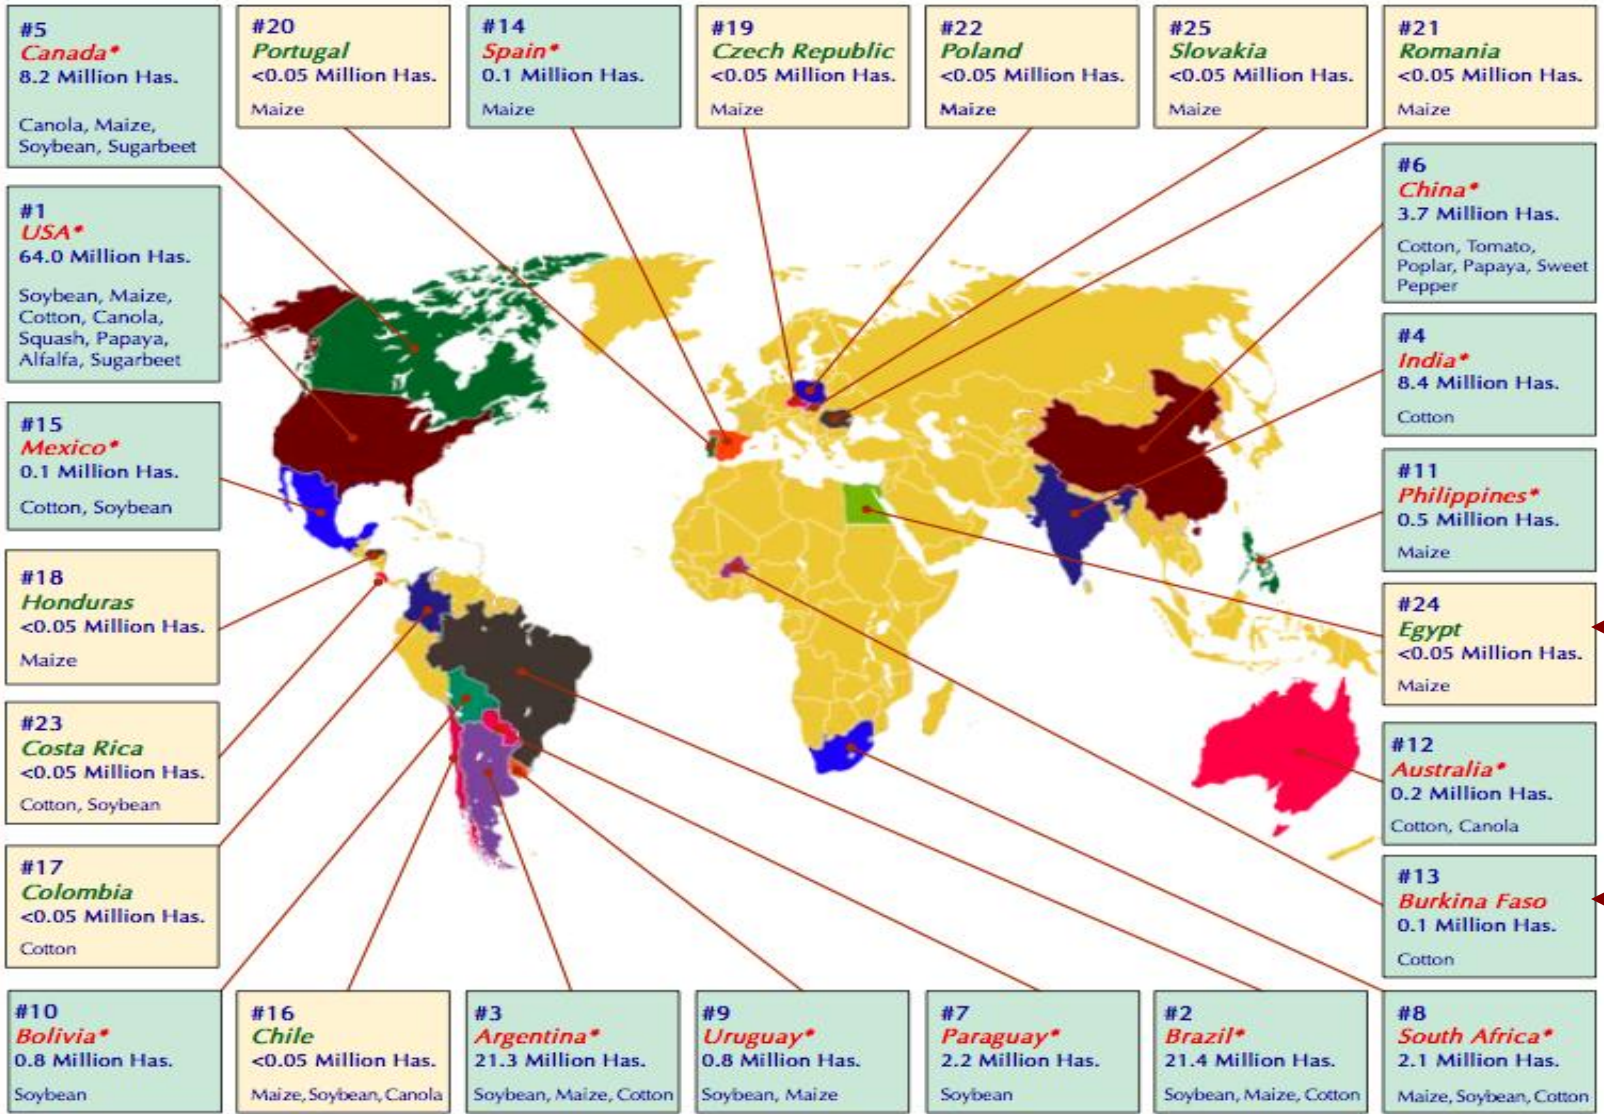 #5
Canada*
8.2 Million Has.
Canola, Maize,
Soybean, Sugarbeet
#20
Portugal
<0.05 Million Has.
Maize
#14
Spain*
0.1 Million Has.
Maize
#19
Czech Republic
<0.05 Million Has.
Maize
#22
Poland
<0.05 Million Has.
Maize
#25
Slovakia
<0.05 Million Has.
Maize
#21
Romania
<0.05 Million Has.
Maize
#1
USA*
64.0 Million Has.
Soybean, Maize,
Cotton, Canola,
Squash, Papaya,
Alfalfa, Sugarbeet
#6
China*
3.7 Million Has.
Cotton, Tomato,
Poplar, Papaya, Sweet
Pepper
#4
India*
8.4 Million Has.
Cotton
#15
Mexico*
0.1 Million Has.
Cotton, Soybean
#11
Philippines*
0.5 Million Has.
Maize
#18
Honduras
<0.05 Million Has.
Maize
#24
Egypt
<0.05 Million Has.
Maize
#23
Costa Rica
<0.05 Million Has.
Cotton, Soybean
#12
Australia*
0.2 Million Has.
Cotton, Canola
#17
Colombia
<0.05 Million Has.
Cotton
#13
Burkina Faso
0.1 Million Has.
Cotton
#10
Bolivia*
0.8 Million Has.
Soybean
#16
Chile
<0.05 Million Has.
Maize, Soybean, Canola
#3
Argentina*
21.3 Million Has.
Soybean, Maize, Cotton
#9
Uruguay*
0.8 Million Has.
Soybean, Maize
#7
Paraguay*
2.2 Million Has.
Soybean
#2
Brazil*
21.4 Million Has.
Soybean, Maize, Cotton
#8
South Africa*
2.1 Million Has.
Maize, Soybean, Cotton